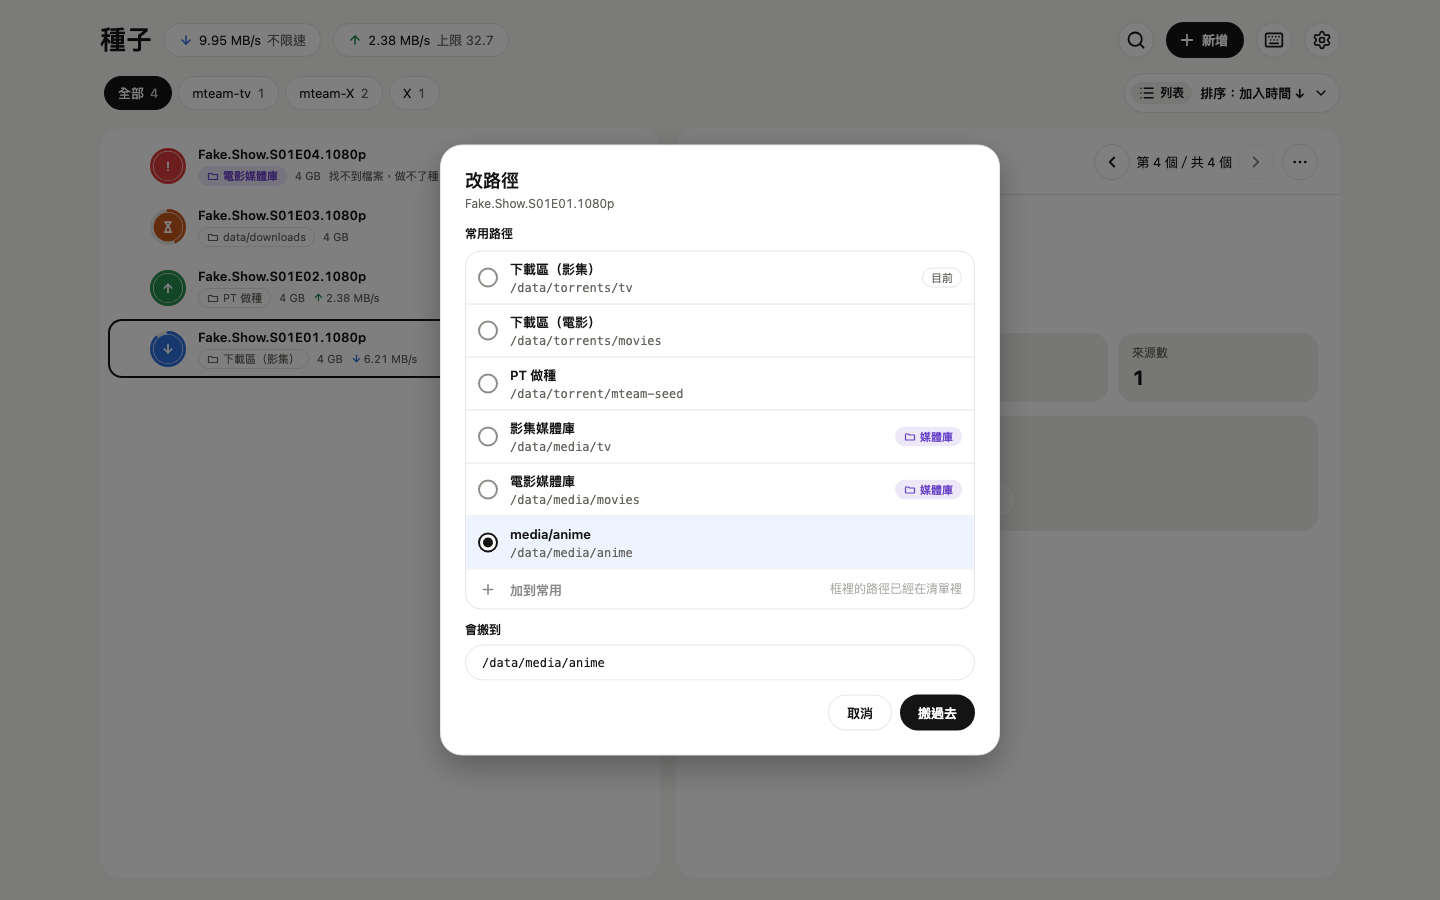 種子
9.95 MB/s 不限速
2.38 MB/s 上限 32.7
新增
全部 4
mteam-tv 1
mteam-X 2
X 1
列表
排序：加入時間
Fake.Show.S01E04.1080p
電影媒體庫 4 GB 找不到檔案，做不了種
Fake.Show.S01E03.1080p
data/downloads 4 GB
Fake.Show.S01E02.1080p
PT 做種 4 GB 2.38 MB/s
Fake.Show.S01E01.1080p
下載區（影集） 4 GB 6.21 MB/s
第 4 個 / 共 4 個
來源數
1
改路徑
Fake.Show.S01E01.1080p
常用路徑
下載區（影集）
/data/torrents/tv
目前
下載區（電影）
/data/torrents/movies
PT 做種
/data/torrent/mteam-seed
影集媒體庫
/data/media/tv
媒體庫
電影媒體庫
/data/media/movies
媒體庫
media/anime
/data/media/anime
加到常用
框裡的路徑已經在清單裡
會搬到
/data/media/anime
取消
搬過去